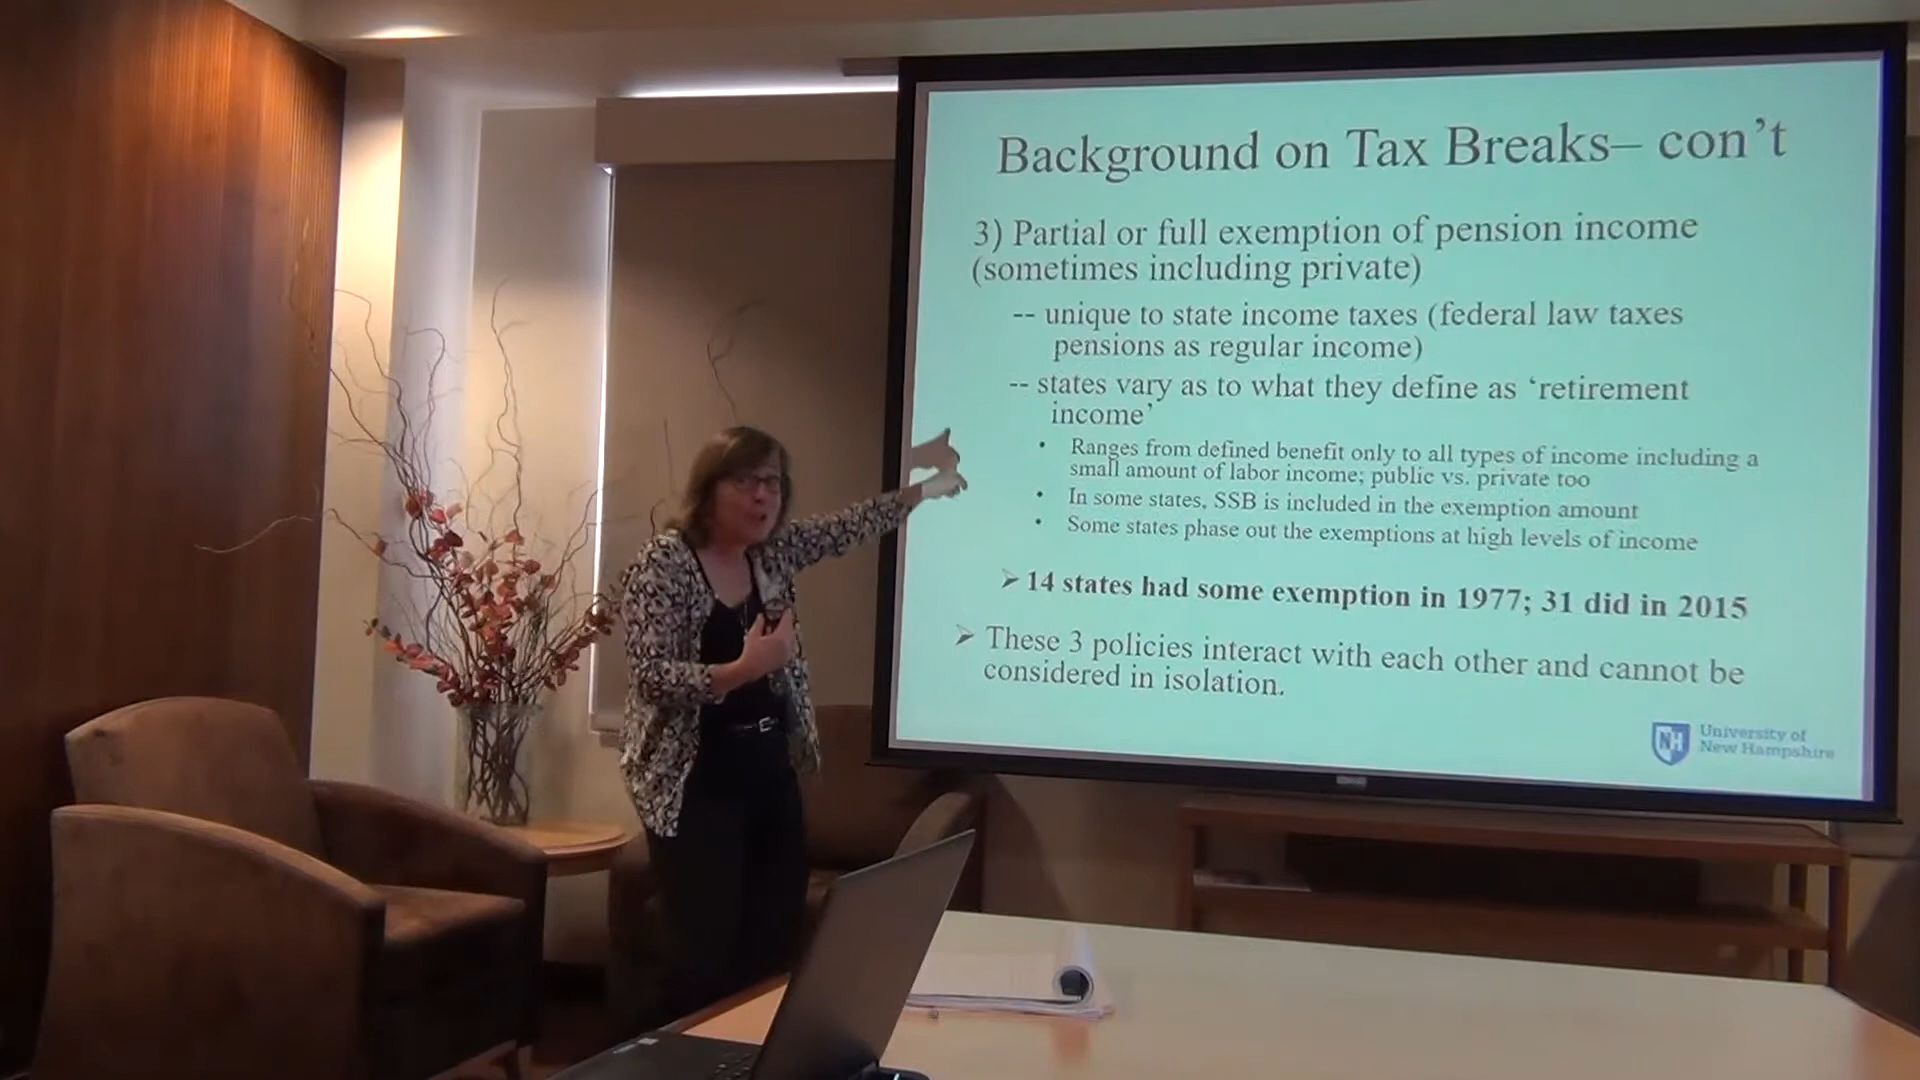 Background on Tax Breaks– con't
3) Partial or full exemption of pension income
(sometimes including private)
-- unique to state income taxes (federal law taxes
pensions as regular income)
-- states vary as to what they define as ‘retirement
income’
• Ranges from defined benefit only to all types of income including a
small amount of labor income; public vs. private too
• In some states, SSB is included in the exemption amount
• Some states phase out the exemptions at high levels of income
➢ 14 states had some exemption in 1977; 31 did in 2015
➢ These 3 policies interact with each other and cannot be
considered in isolation.
NH
University of
New Hampshire